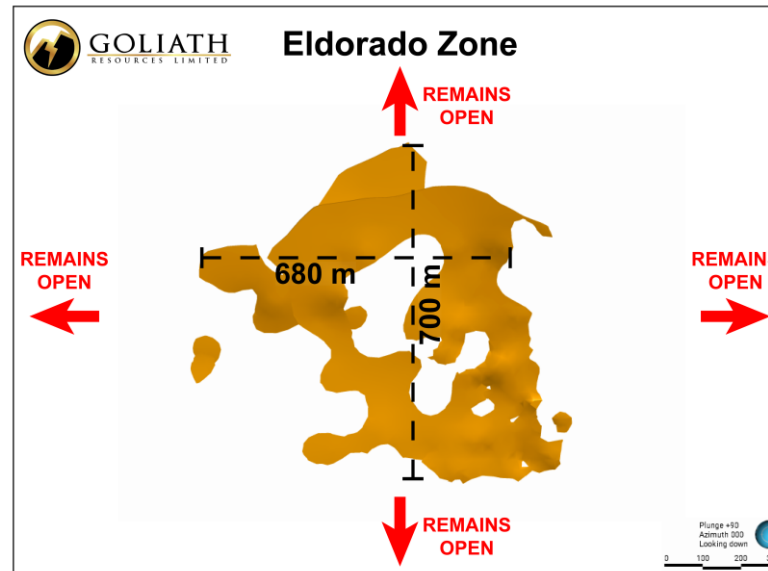 GOLIATH
RESOURCES LIMITED
Eldorado Zone
REMAINS
OPEN
REMAINS
OPEN
REMAIN
OPEN
680 m
700 m
REMAINS
OPEN
Plunge +90
Azimuth 000
Looking down
0 100 200